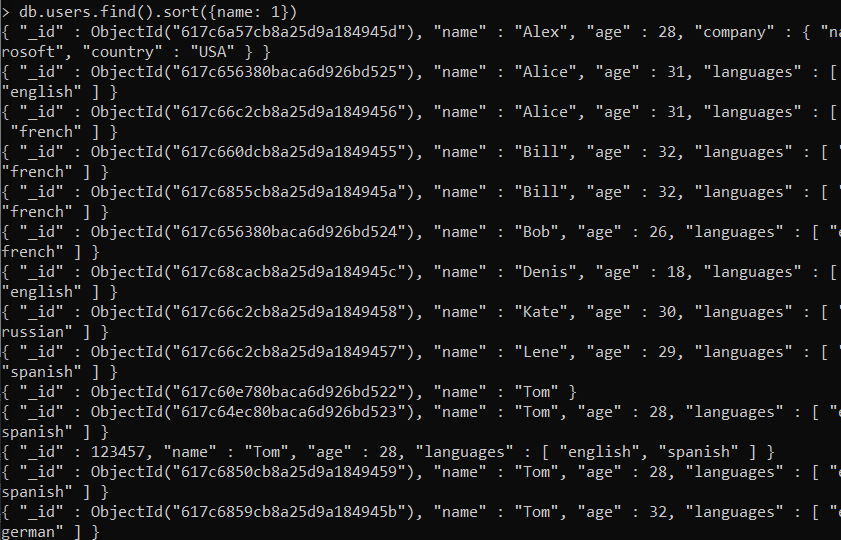 > db.users.find().sort({name: 1})
{ "_id" : ObjectId("617c6a57cb8a25d9a184945d"), "name" : "Alex", "age" : 28, "company" : { "na
rosoft", "country" : "USA" } }
{ "_id" : ObjectId("617c656380baca6d926bd525"), "name" : "Alice", "age" : 31, "languages" : [
"english" ] }
{ "_id" : ObjectId("617c66c2cb8a25d9a1849456"), "name" : "Alice", "age" : 31, "languages" : [
"french" ] }
{ "_id" : ObjectId("617c660dcb8a25d9a1849455"), "name" : "Bill", "age" : 32, "languages" : [ "
"french" ] }
{ "_id" : ObjectId("617c6855cb8a25d9a184945a"), "name" : "Bill", "age" : 32, "languages" : [ "
"french" ] }
{ "_id" : ObjectId("617c656380baca6d926bd524"), "name" : "Bob", "age" : 26, "languages" : [ "e
french" ] }
{ "_id" : ObjectId("617c68cacb8a25d9a184945c"), "name" : "Denis", "age" : 18, "languages" : [
"english" ] }
{ "_id" : ObjectId("617c66c2cb8a25d9a1849458"), "name" : "Kate", "age" : 30, "languages" : [ "
russian" ] }
{ "_id" : ObjectId("617c66c2cb8a25d9a1849457"), "name" : "Lene", "age" : 29, "languages" : [ "
"spanish" ] }
{ "_id" : ObjectId("617c60e780baca6d926bd522"), "name" : "Tom" }
{ "_id" : ObjectId("617c64ec80baca6d926bd523"), "name" : "Tom", "age" : 28, "languages" : [ "e
spanish" ] }
{ "_id" : 123457, "name" : "Tom", "age" : 28, "languages" : [ "english", "spanish" ] }
{ "_id" : ObjectId("617c6850cb8a25d9a1849459"), "name" : "Tom", "age" : 28, "languages" : [ "e
spanish" ] }
{ "_id" : ObjectId("617c6859cb8a25d9a184945b"), "name" : "Tom", "age" : 32, "languages" : [ "e
german" ] }